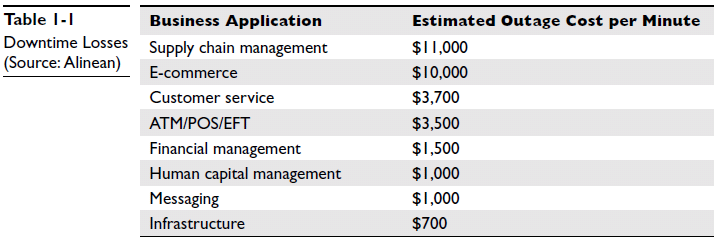 Table 1-1
Downtime Losses
(Source: Alinean)
Business Application Estimated Outage Cost per Minute
Supply chain management $11,000
E-commerce $10,000
Customer service $3,700
ATM/POS/EFT $3,500
Financial management $1,500
Human capital management $1,000
Messaging $1,000
Infrastructure $700